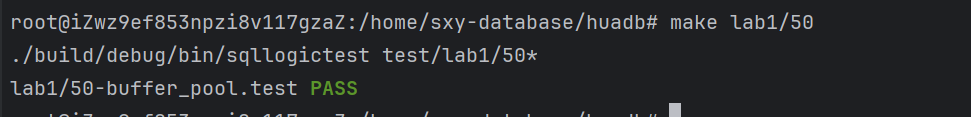 root@iZwz9ef853npzi8v117gzaZ:/home/sxy-database/huadb# make lab1/50
./build/debug/bin/sqllogictest test/lab1/50*
lab1/50-buffer_pool.test PASS